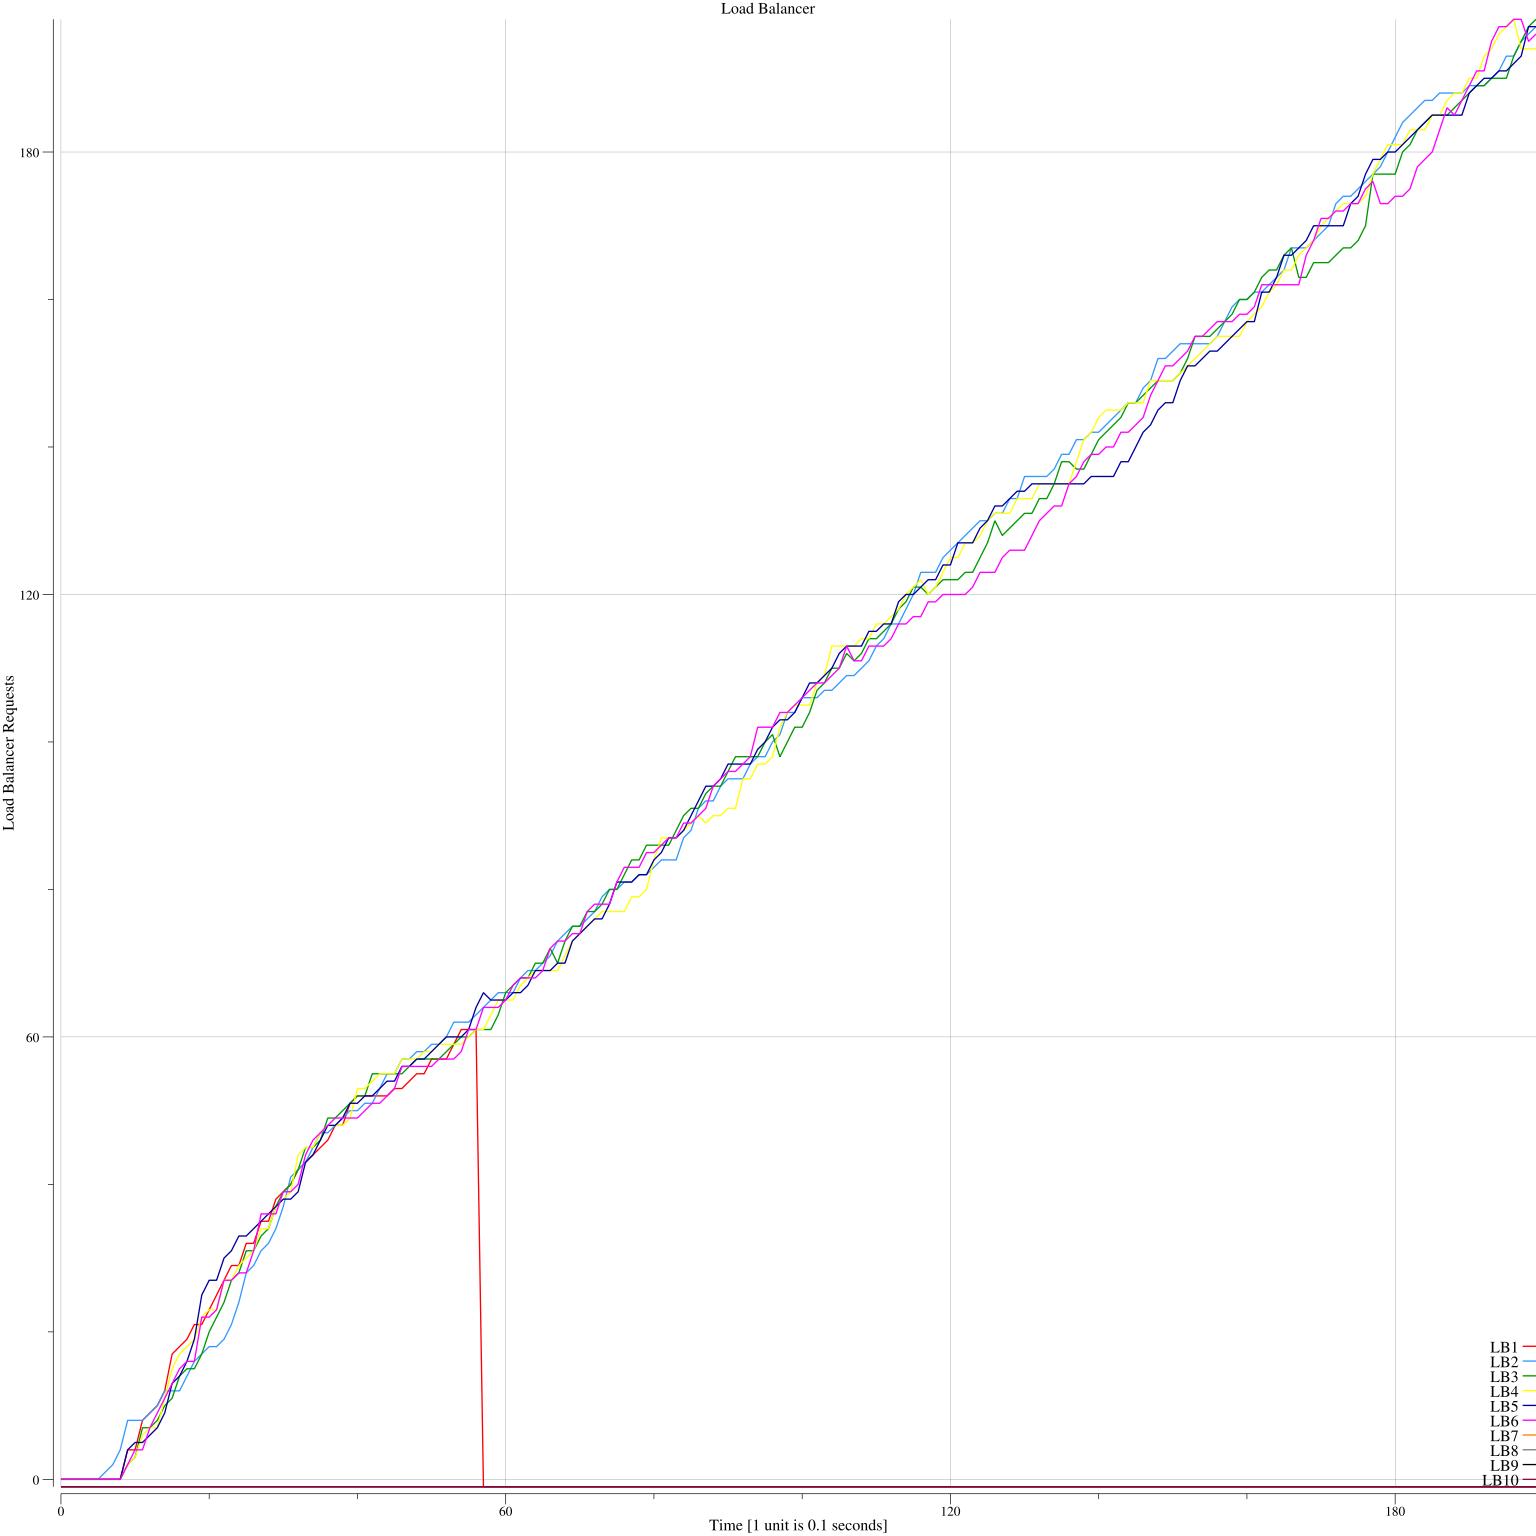 Load Balancer
180
120
Load Balancer Requests
60
0
LB1
LB2
LB3
LB4
LB5
LB6
LB7
LB8
LB9
LB10
0 60 120 180
Time [1 unit is 0.1 seconds]